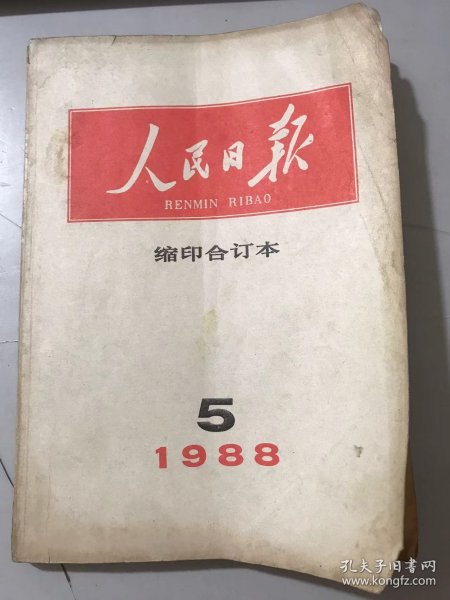 人民日报
RENMIN RIBAO
缩印合订本
5
1988
孔夫子旧书网
www.kongfz.com